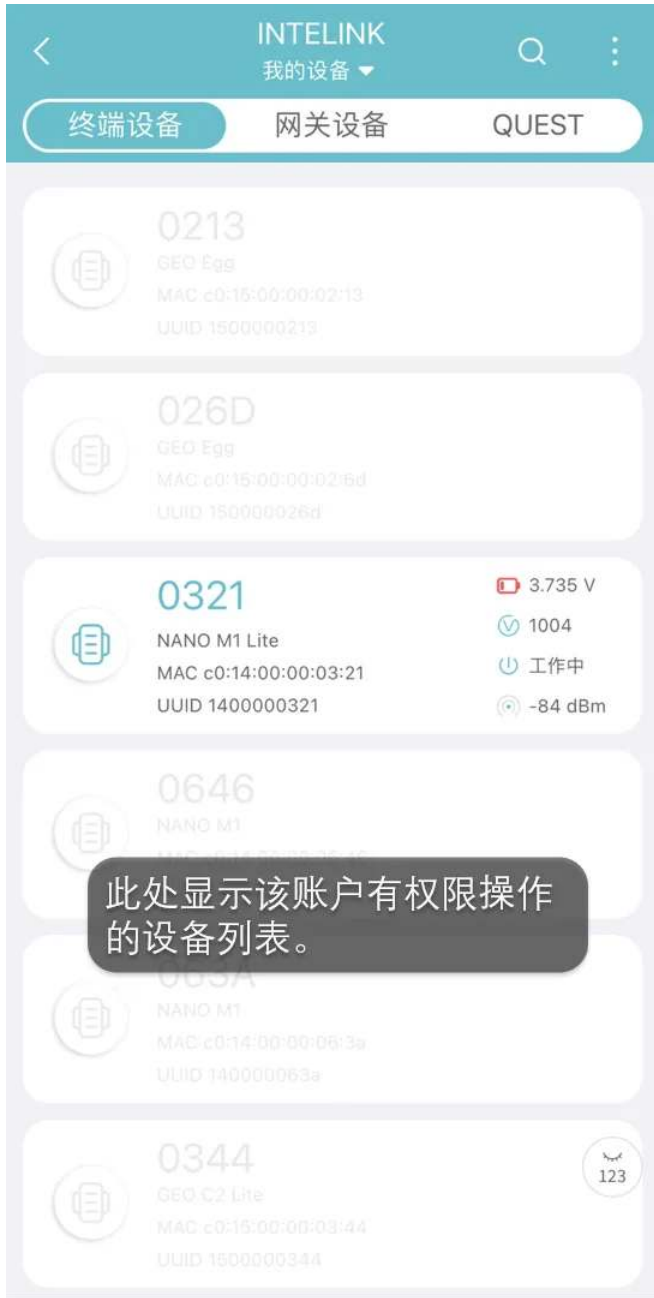 INTELINK
我的设备
终端设备 网关设备 QUEST
0213
GEO Egg
MAC c0:15:00:00:02:13
UUID 1500000213
026D
GEO Egg
MAC c0:15:00:00:02:6d
UUID 150000026d
0321
NANO M1 Lite
MAC c0:14:00:00:03:21
UUID 1400000321
3.735 V
1004
工作中
-84 dBm
0646
NANO M1
此处显示该账户有权限操作
的设备列表。
063A
NANO M1
MAC c0:14:00:00:06:3a
UUID 140000063a
0344
GEO C2 Lite
MAC c0:15:00:00:03:44
UUID 1500000344
123